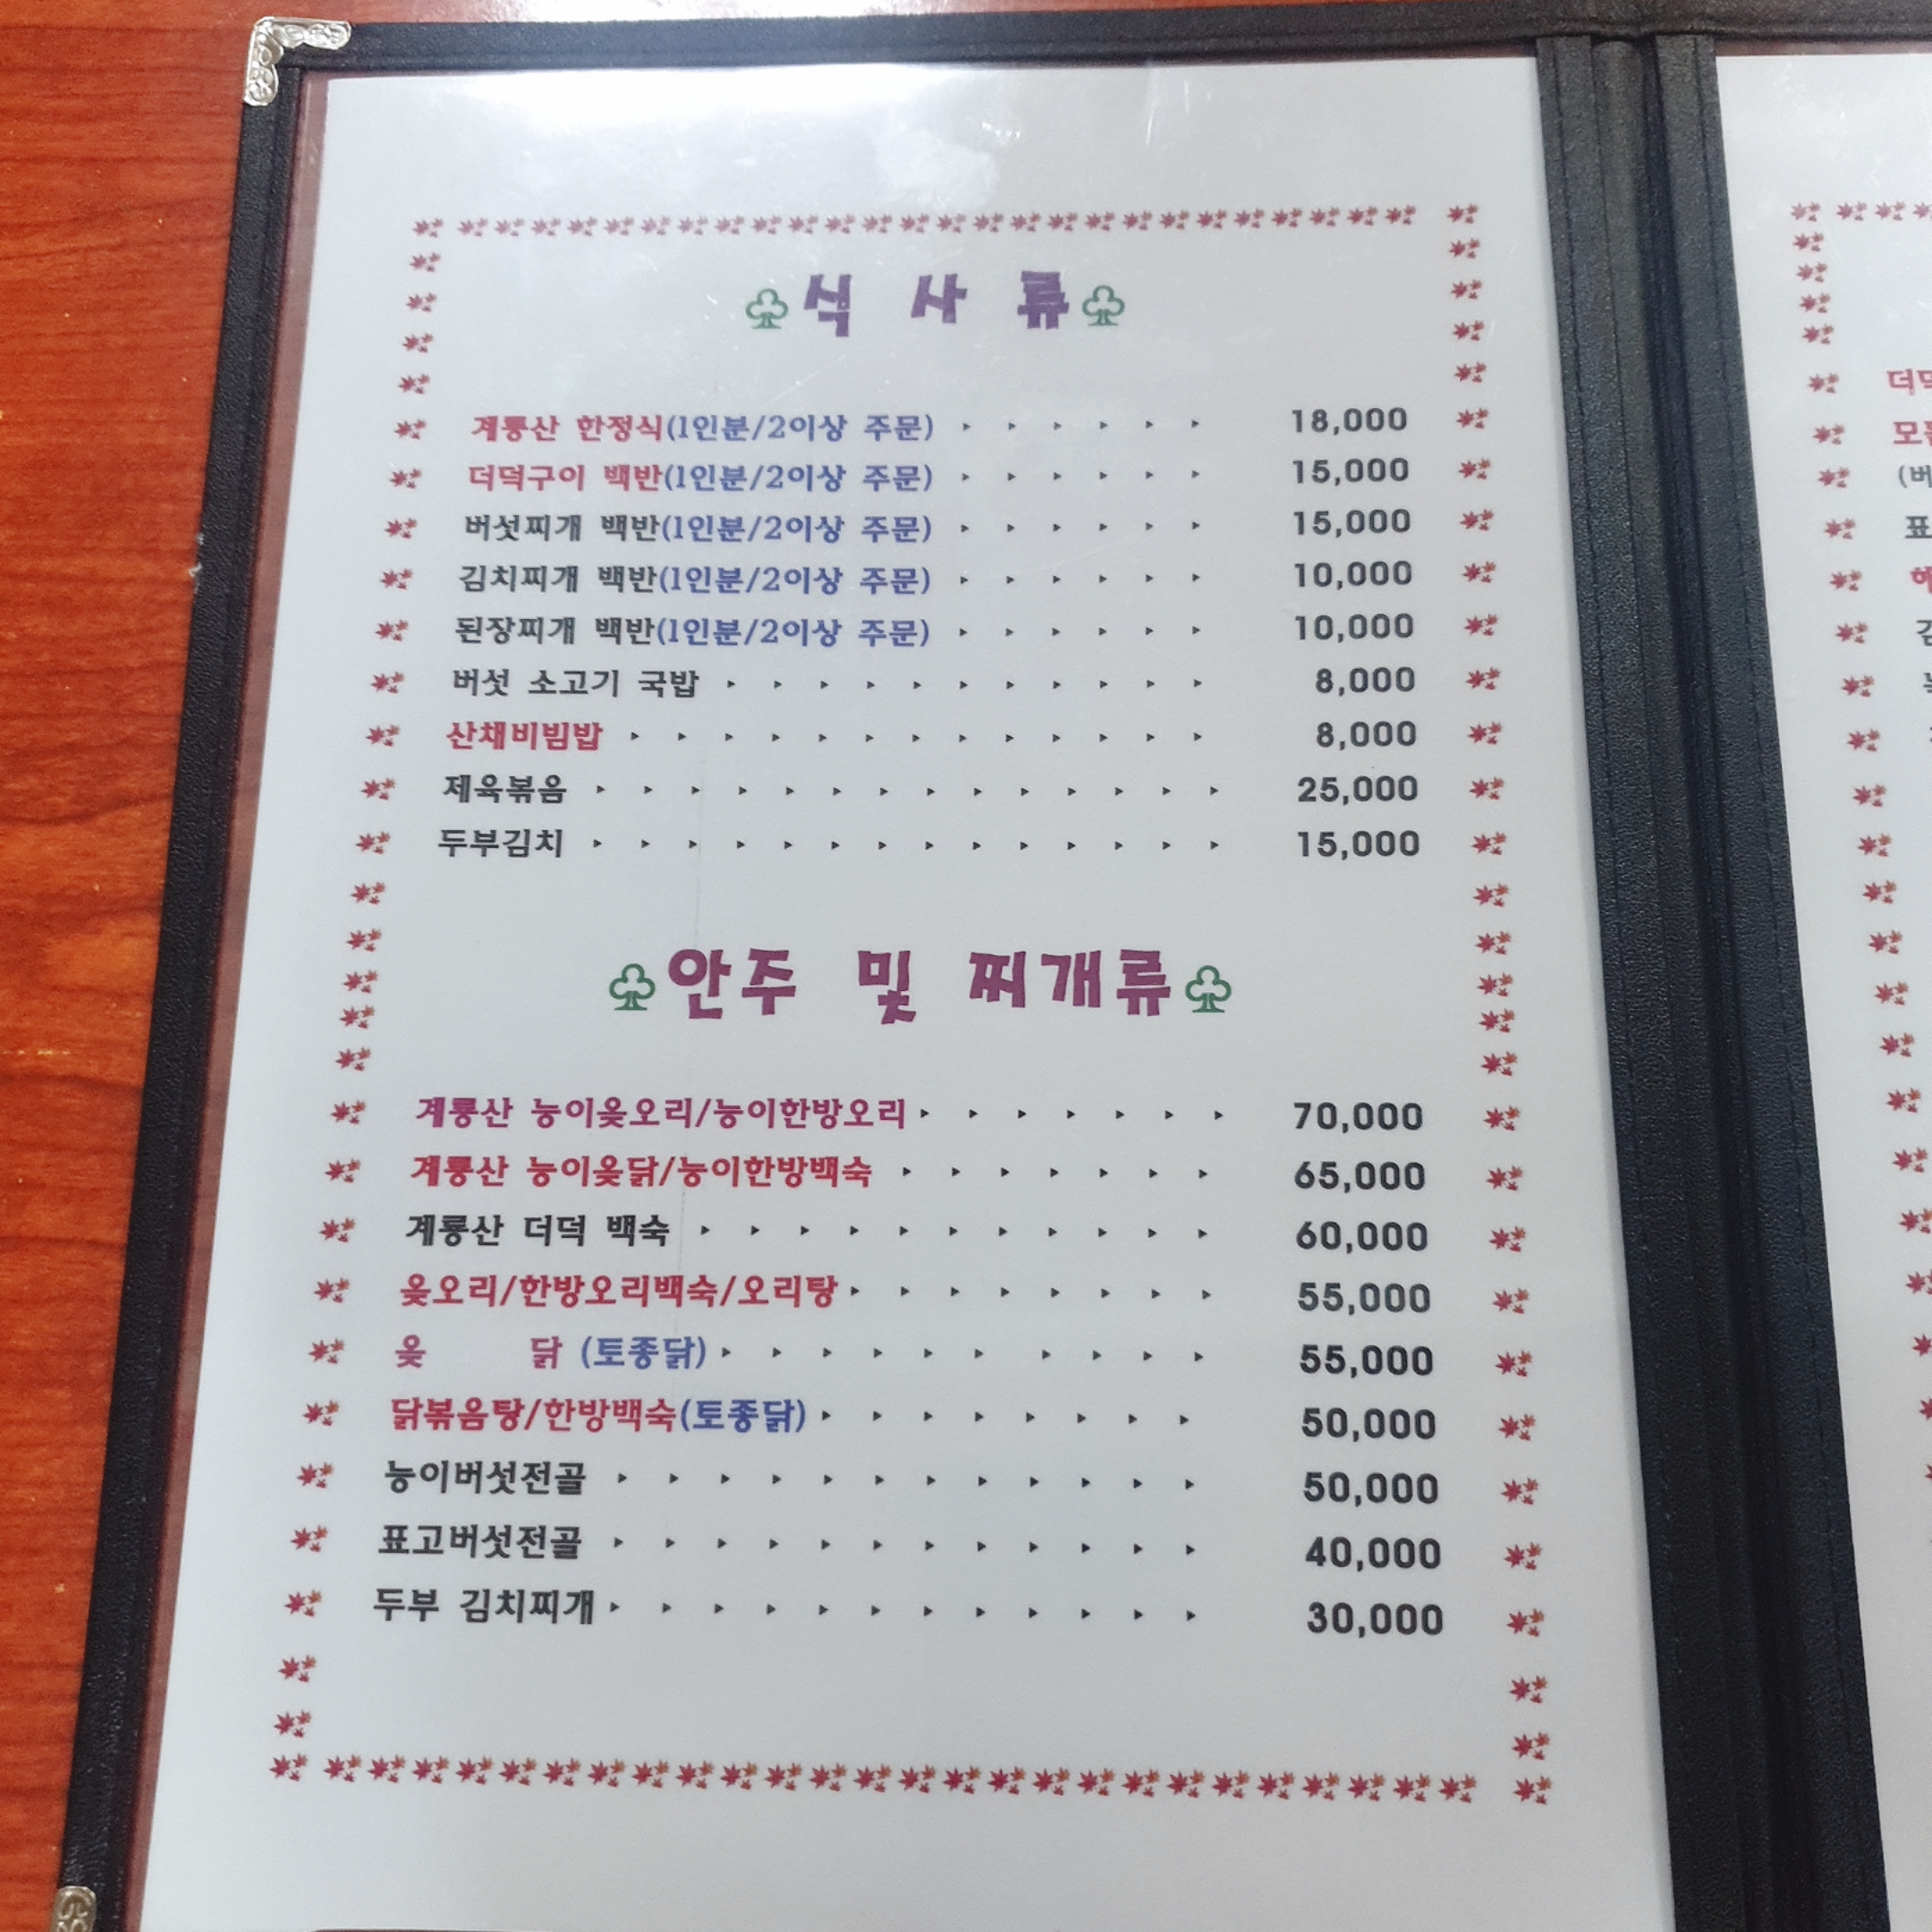 식 사 류
계룡산 한정식(1인분/2이상 주문) 18,000
더덕구이 백반(1인분/2이상 주문) 15,000
버섯찌개 백반(1인분/2이상 주문) 15,000
김치찌개 백반(1인분/2이상 주문) 10,000
된장찌개 백반(1인분/2이상 주문) 10,000
버섯 소고기 국밥 8,000
산채비빔밥 8,000
제육볶음 25,000
두부김치 15,000
안주 및 찌개류
계룡산 능이옻오리/능이한방오리 70,000
계룡산 능이옻닭/능이한방백숙 65,000
계룡산 더덕 백숙 60,000
옻오리/한방오리백숙/오리탕 55,000
옻 닭 (토종닭) 55,000
닭볶음탕/한방백숙(토종닭) 50,000
능이버섯전골 50,000
표고버섯전골 40,000
두부 김치찌개 30,000